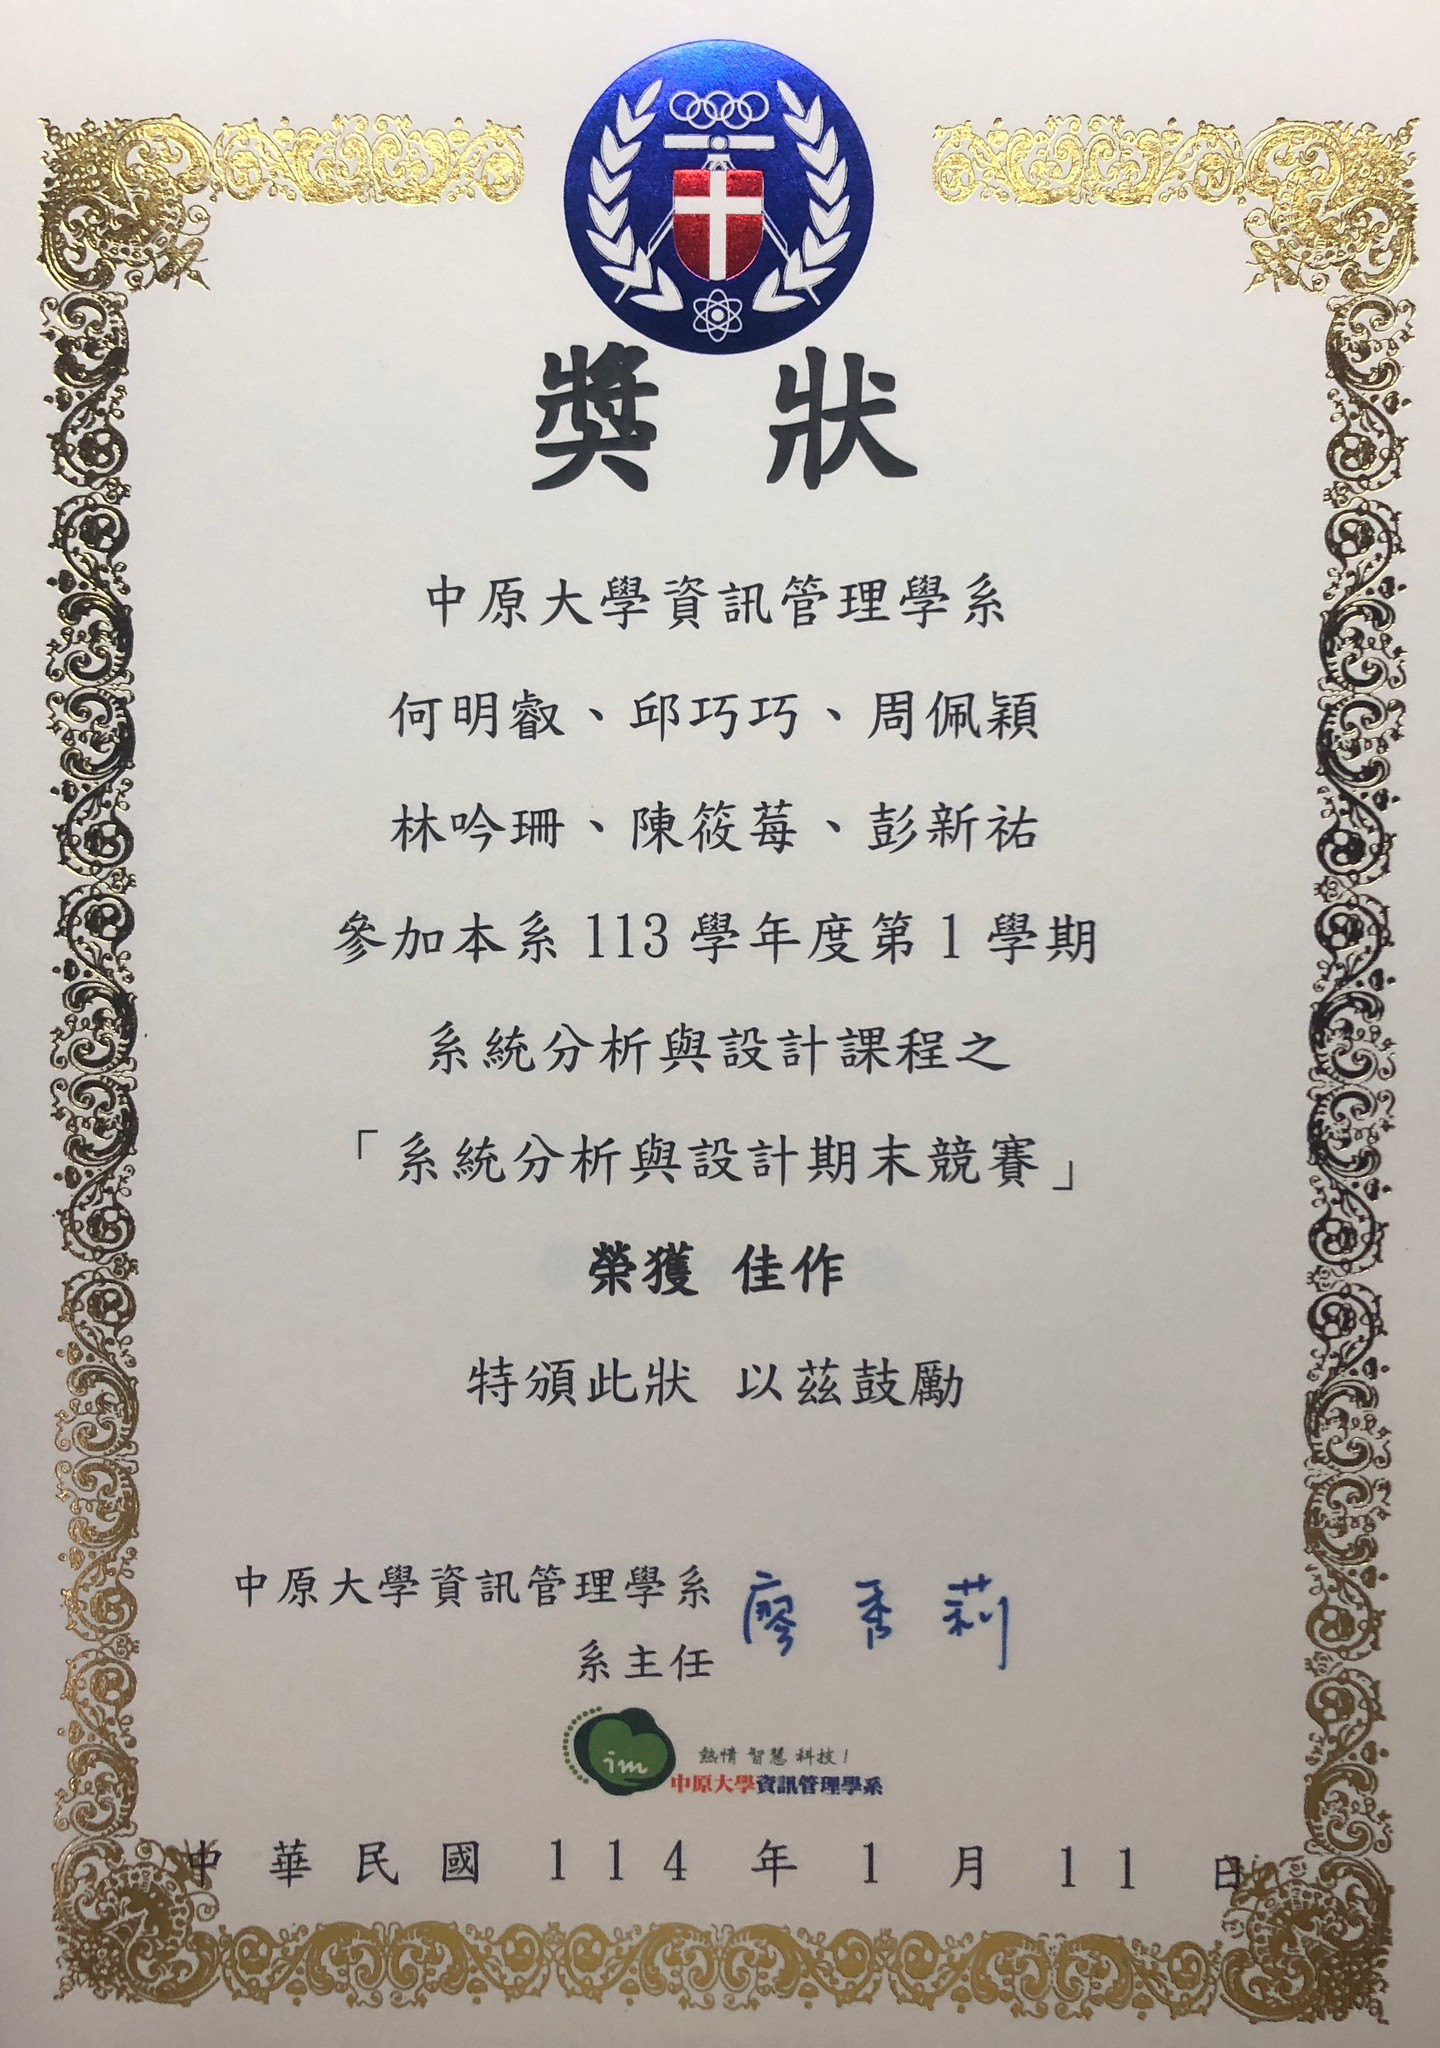 獎 狀
中原大學資訊管理學系
何明叡、邱巧巧、周佩穎
林吟珊、陳筱莓、彭新祐
參加本系 113 學年度第 1 學期
系統分析與設計課程之
「系統分析與設計期末競賽」
榮獲 佳作
特頒此狀 以茲鼓勵
中原大學資訊管理學系
系主任
廖秀莉
im
熱情 智慧 科技!
中原大學資訊管理學系
中 華 民 國 1 1 4 年 1 月 1 1 日